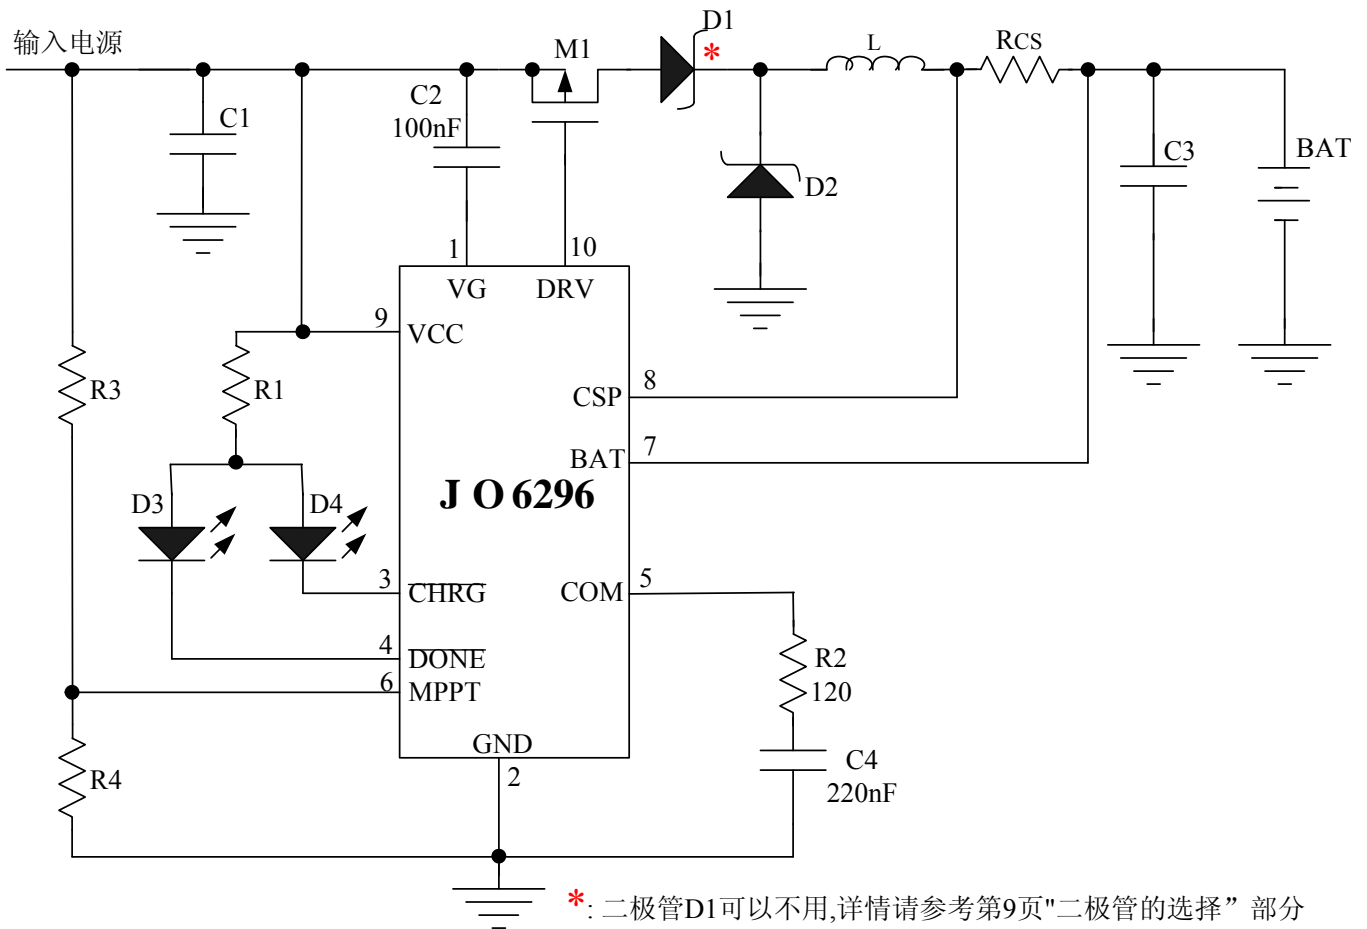 输入电源
D1
*
M1
L
RCS
C2
100nF
C1
C3
BAT
D2
1
10
VG
DRV
9
VCC
R3
R1
8
CSP
7
BAT
J O 6296
D3
D4
3
CHRG
5
COM
4
DONE
6
MPPT
R2
120
GND
2
R4
C4
220nF
*: 二极管D1可以不用,详情请参考第9页"二极管的选择”部分